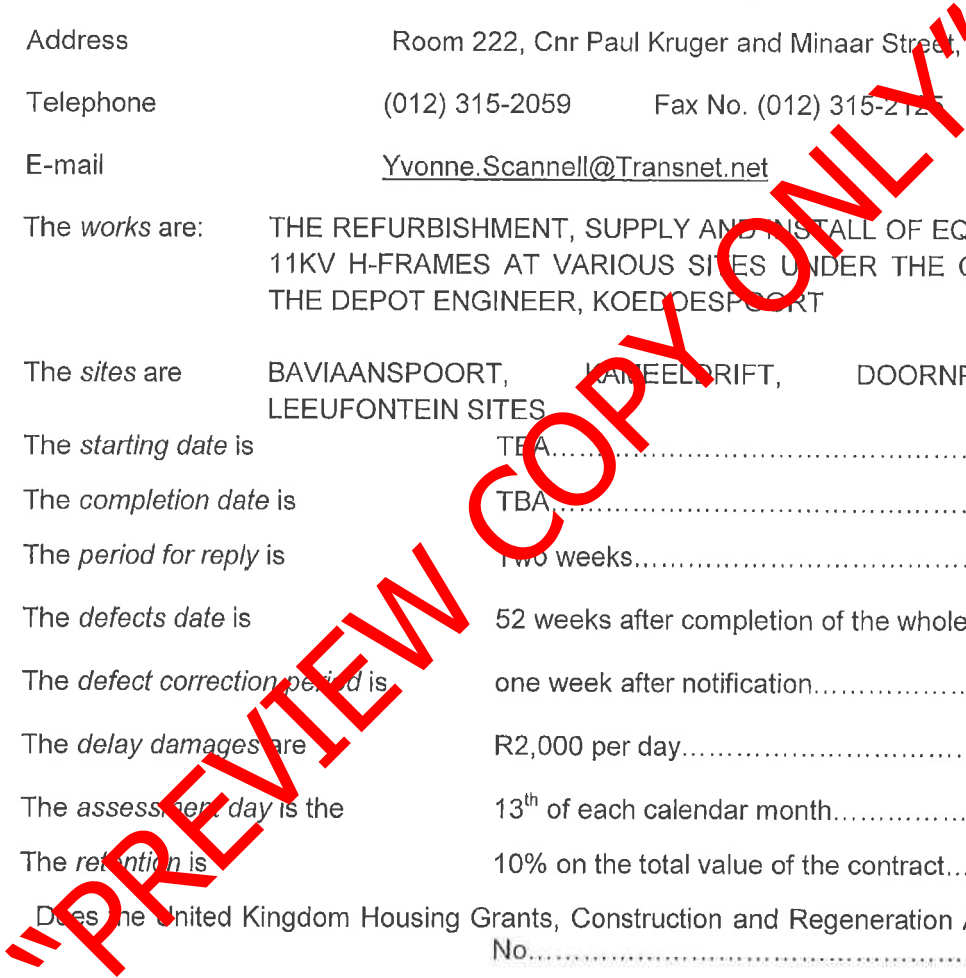 Address Room 222, Cnr Paul Kruger and Minaar Street,
Telephone (012) 315-2059 Fax No. (012) 315-2125
E-mail Yvonne.Scannell@Transnet.net
The works are: THE REFURBISHMENT, SUPPLY AND INSTALL OF EQ
11KV H-FRAMES AT VARIOUS SITES UNDER THE C
THE DEPOT ENGINEER, KOEDOESPOORT
The sites are BAVIAANSPOORT, KAMEELDRIFT, DOORNF
LEEUFONTEIN SITES
The starting date is TBA..............................................
The completion date is TBA..............................................
The period for reply is Two weeks..............................................
The defects date is 52 weeks after completion of the whole
The defect correction period is one week after notification.................
The delay damages are R2,000 per day.................................
The assessment day is the 13th of each calendar month..............
The retention is 10% on the total value of the contract...
Does the United Kingdom Housing Grants, Construction and Regeneration A
No..............................................
"PREVIEW COPY ONLY"